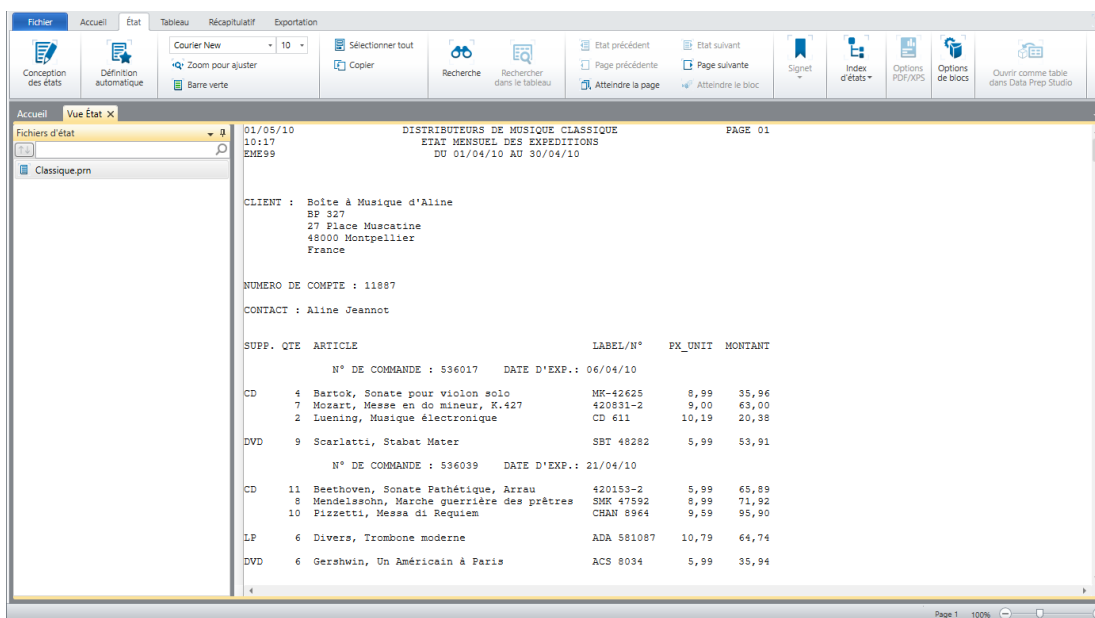 Fichier Accueil État Tableau Récapitulatif Exportation
Conception des états
Définition automatique
Courier New 10
Zoom pour ajuster
Barre verte
Sélectionner tout
Copier
Recherche
Rechercher dans le tableau
Etat précédent
Page précédente
Atteindre la page
Etat suivant
Page suivante
Atteindre le bloc
Signet
Index d'états
Options PDF/XPS
Options de blocs
Ouvrir comme table dans Data Prep Studio
Accueil Vue État X
Fichiers d'état
Classique.prn
01/05/10 DISTRIBUTEURS DE MUSIQUE CLASSIQUE PAGE 01
10:17 ETAT MENSUEL DES EXPEDITIONS
EME99 DU 01/04/10 AU 30/04/10
CLIENT : Boîte à Musique d'Aline
BP 327
27 Place Muscatine
48000 Montpellier
France
NUMERO DE COMPTE : 11887
CONTACT : Aline Jeannot
SUPP. QTE ARTICLE LABEL/N° PX_UNIT MONTANT
N° DE COMMANDE : 536017 DATE D'EXP.: 06/04/10
CD 4 Bartok, Sonate pour violon solo MK-42625 8,99 35,96
7 Mozart, Messe en do mineur, K.427 420831-2 9,00 63,00
2 Luening, Musique électronique CD 611 10,19 20,38
DVD 9 Scarlatti, Stabat Mater SBT 48282 5,99 53,91
N° DE COMMANDE : 536039 DATE D'EXP.: 21/04/10
CD 11 Beethoven, Sonate Pathétique, Arrau 420153-2 5,99 65,89
8 Mendelssohn, Marche guerrière des prêtres SMK 47592 8,99 71,92
10 Pizzetti, Messa di Requiem CHAN 8964 9,59 95,90
LP 6 Divers, Trombone moderne ADA 581087 10,79 64,74
DVD 6 Gershwin, Un Américain à Paris ACS 8034 5,99 35,94
Page 1 100%